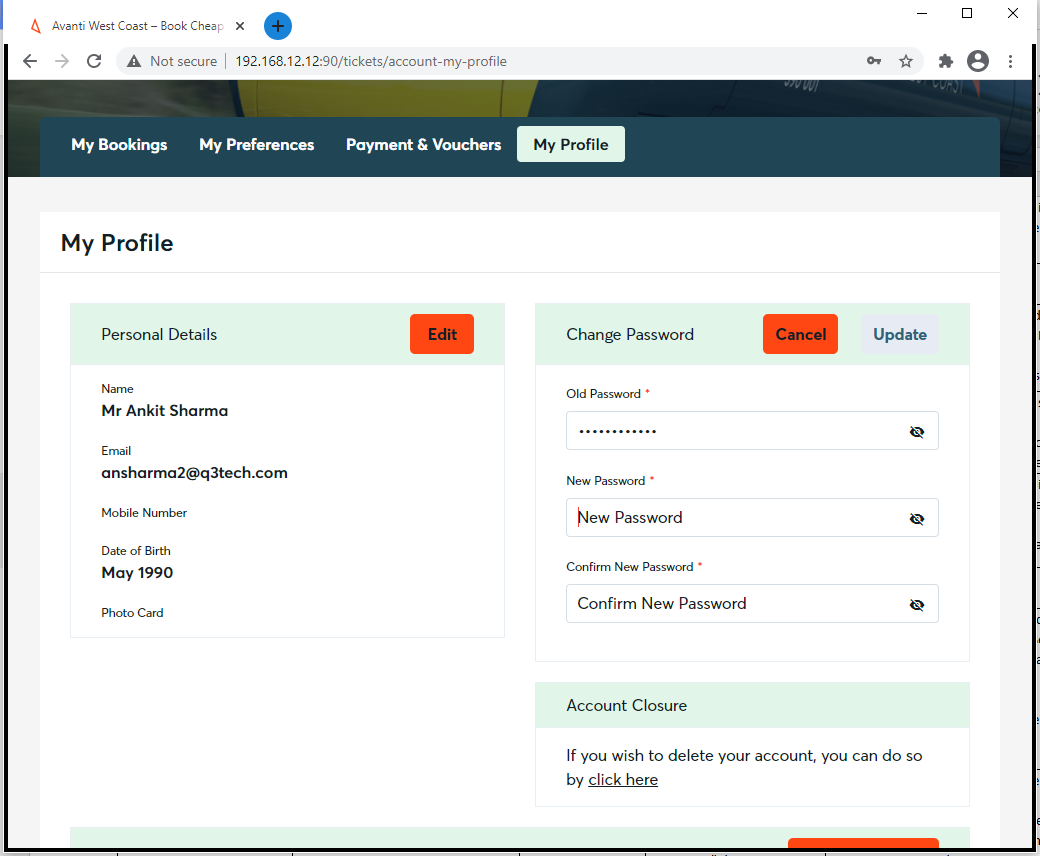 Avanti West Coast – Book Cheap
Not secure
192.168.12.12:90/tickets/account-my-profile
390 001
COAST
My Bookings
My Preferences
Payment & Vouchers
My Profile
My Profile
Personal Details
Edit
Name
Mr Ankit Sharma
Email
ansharma2@q3tech.com
Mobile Number
Date of Birth
May 1990
Photo Card
Change Password
Cancel
Update
Old Password *
••••••••••••
New Password *
New Password
Confirm New Password *
Confirm New Password
Account Closure
If you wish to delete your account, you can do so
by click here